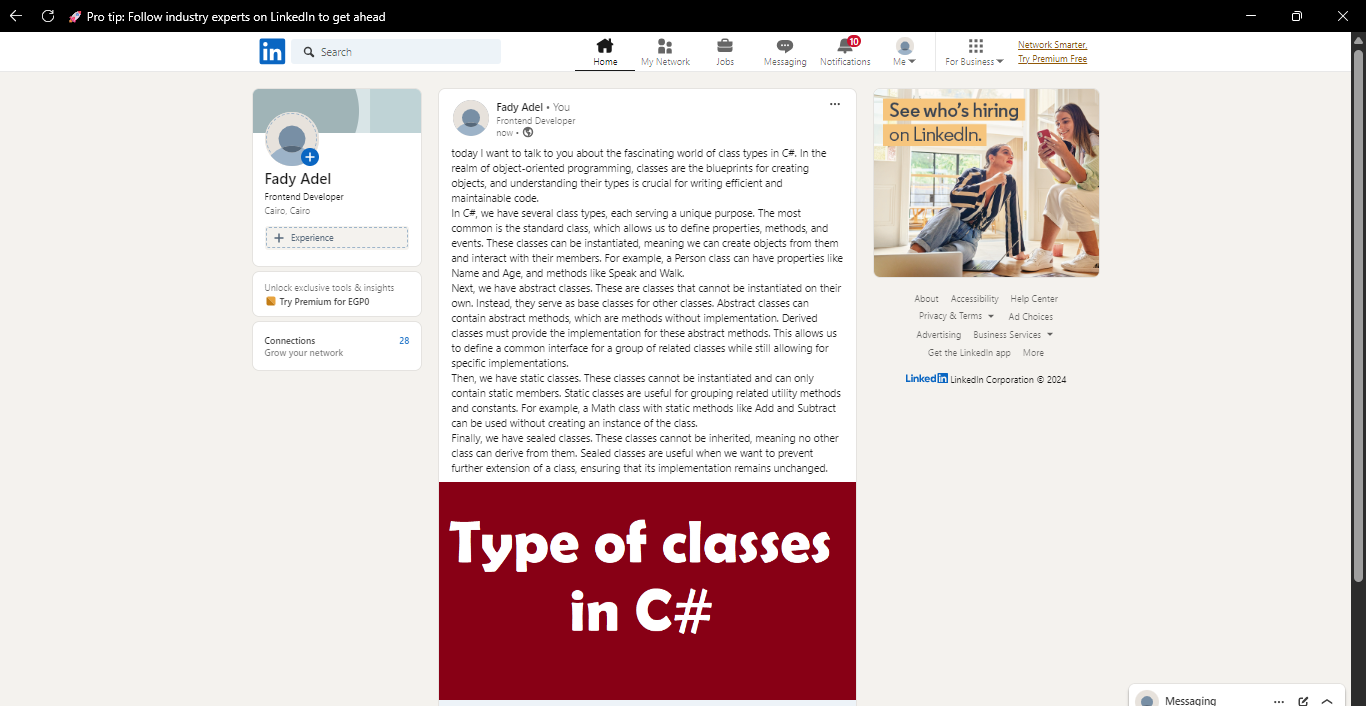 🚀 Pro tip: Follow industry experts on LinkedIn to get ahead
in
Search
Home
My Network
Jobs
Messaging
10
Notifications
Me
For Business
Network Smarter,
Try Premium Free
Fady Adel
Frontend Developer
Cairo, Cairo
+ Experience
Unlock exclusive tools & insights
Try Premium for EGP0
Connections 28
Grow your network
Fady Adel • You
Frontend Developer
now •
today I want to talk to you about the fascinating world of class types in C#. In the
realm of object-oriented programming, classes are the blueprints for creating
objects, and understanding their types is crucial for writing efficient and
maintainable code.
In C#, we have several class types, each serving a unique purpose. The most
common is the standard class, which allows us to define properties, methods, and
events. These classes can be instantiated, meaning we can create objects from them
and interact with their members. For example, a Person class can have properties like
Name and Age, and methods like Speak and Walk.
Next, we have abstract classes. These are classes that cannot be instantiated on their
own. Instead, they serve as base classes for other classes. Abstract classes can
contain abstract methods, which are methods without implementation. Derived
classes must provide the implementation for these abstract methods. This allows us
to define a common interface for a group of related classes while still allowing for
specific implementations.
Then, we have static classes. These classes cannot be instantiated and can only
contain static members. Static classes are useful for grouping related utility methods
and constants. For example, a Math class with static methods like Add and Subtract
can be used without creating an instance of the class.
Finally, we have sealed classes. These classes cannot be inherited, meaning no other
class can derive from them. Sealed classes are useful when we want to prevent
further extension of a class, ensuring that its implementation remains unchanged.
Type of classes
in C#
See who's hiring
on LinkedIn.
About Accessibility Help Center
Privacy & Terms Ad Choices
Advertising Business Services
Get the LinkedIn app More
LinkedIn LinkedIn Corporation © 2024
Messaging